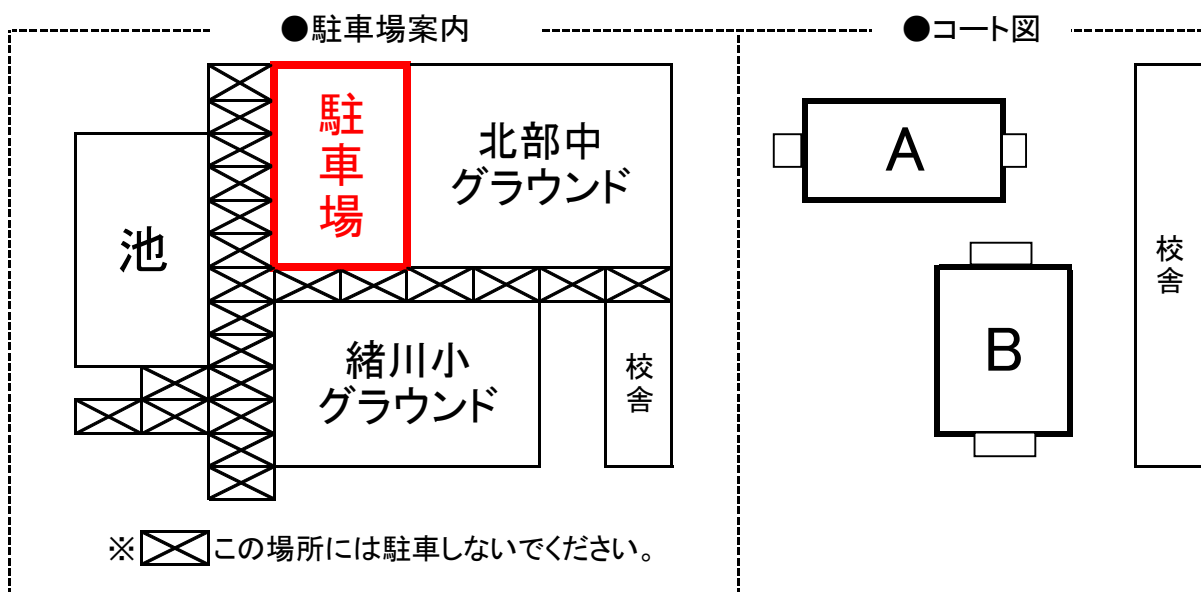 ●駐車場案内
駐車場
北部中
グラウンド
池
緒川小
グラウンド
校舎
※この場所には駐車しないでください。
●コート図
A
B
校舎